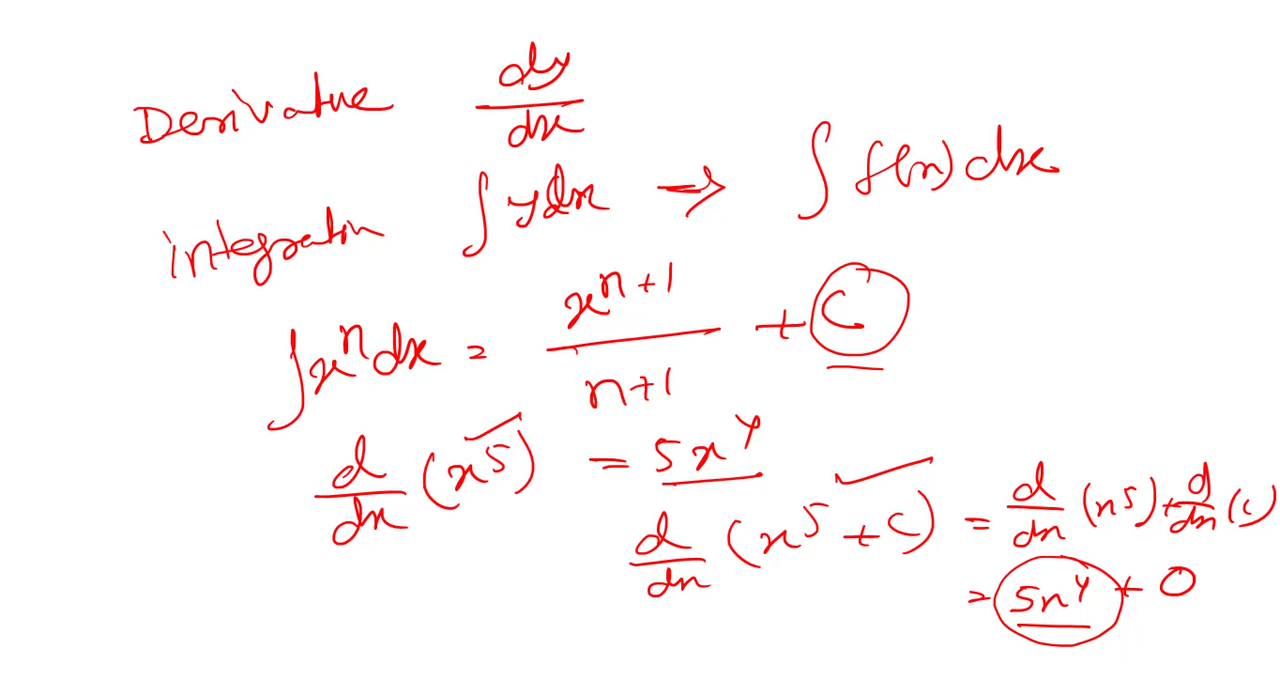 Derivative dy/dx
integration ∫ y dx ⇒ ∫ f(x) dx
∫ x^n dx = x^(n+1)/(n+1) + C
d/dx (x^5) = 5x^4
d/dx (x^5 + C) = d/dx (x^5) + d/dx (C)
= 5x^4 + 0